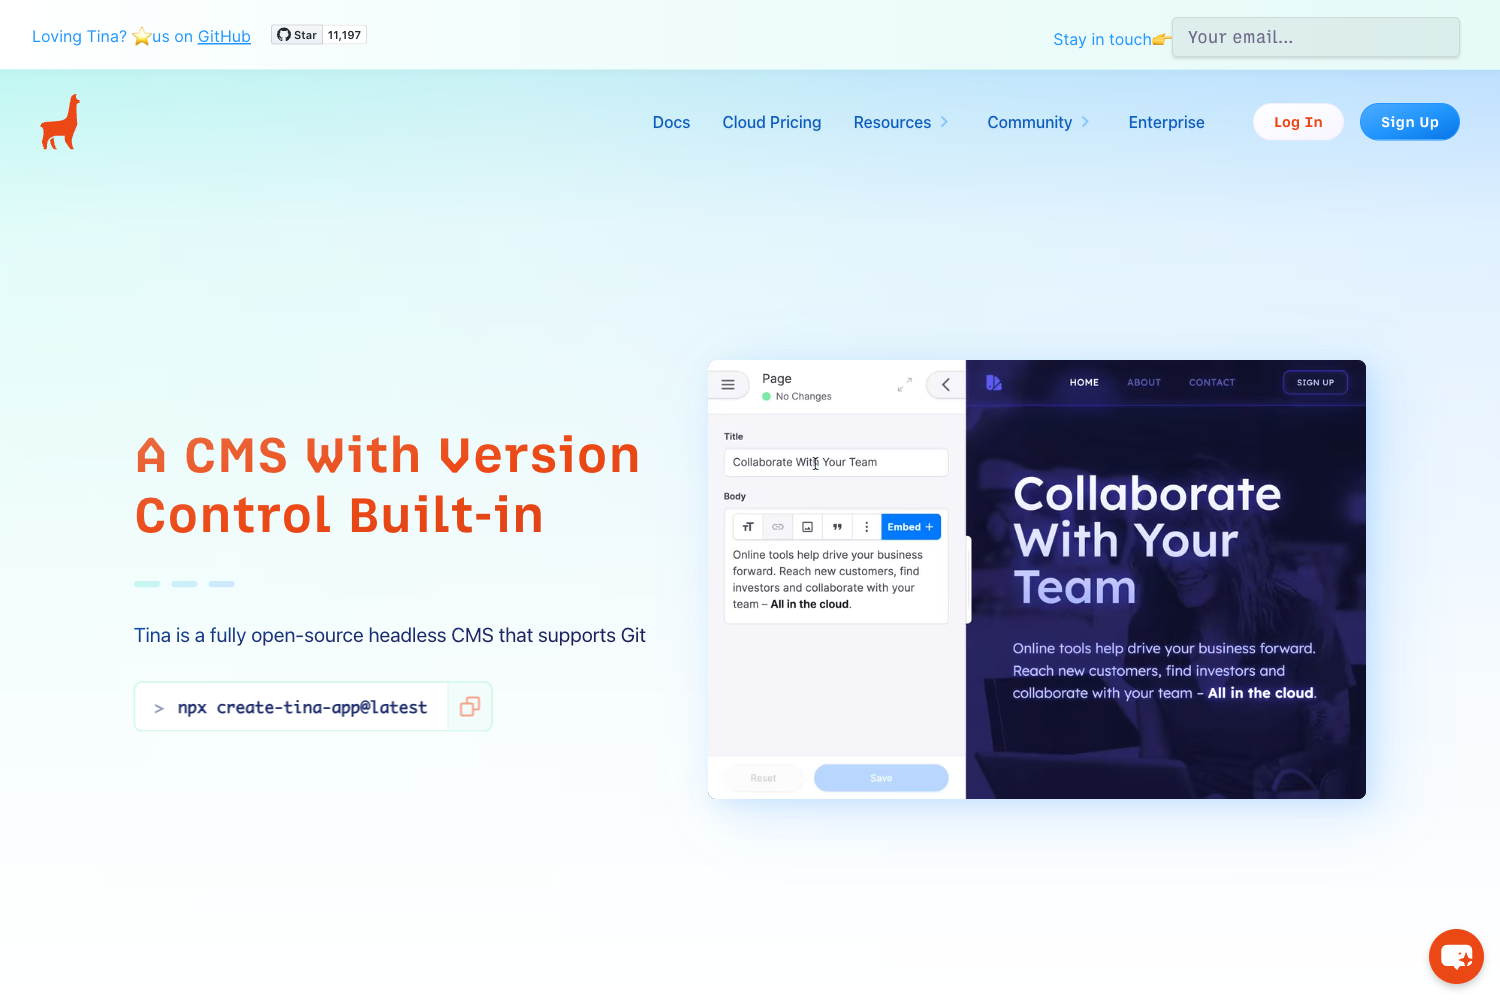 Loving Tina? ⭐us on GitHub
Star 11,197
Stay in touch👉
Your email...
Docs
Cloud Pricing
Resources
Community
Enterprise
Log In
Sign Up
A CMS With Version
Control Built-in
Tina is a fully open-source headless CMS that supports Git
> npx create-tina-app@latest
Page
No Changes
Title
Collaborate With Your Team
Body
Embed +
Online tools help drive your business
forward. Reach new customers, find
investors and collaborate with your
team – All in the cloud.
Reset
Save
HOME
ABOUT
CONTACT
SIGN UP
Collaborate
With Your
Team
Online tools help drive your business forward.
Reach new customers, find investors and
collaborate with your team – All in the cloud.